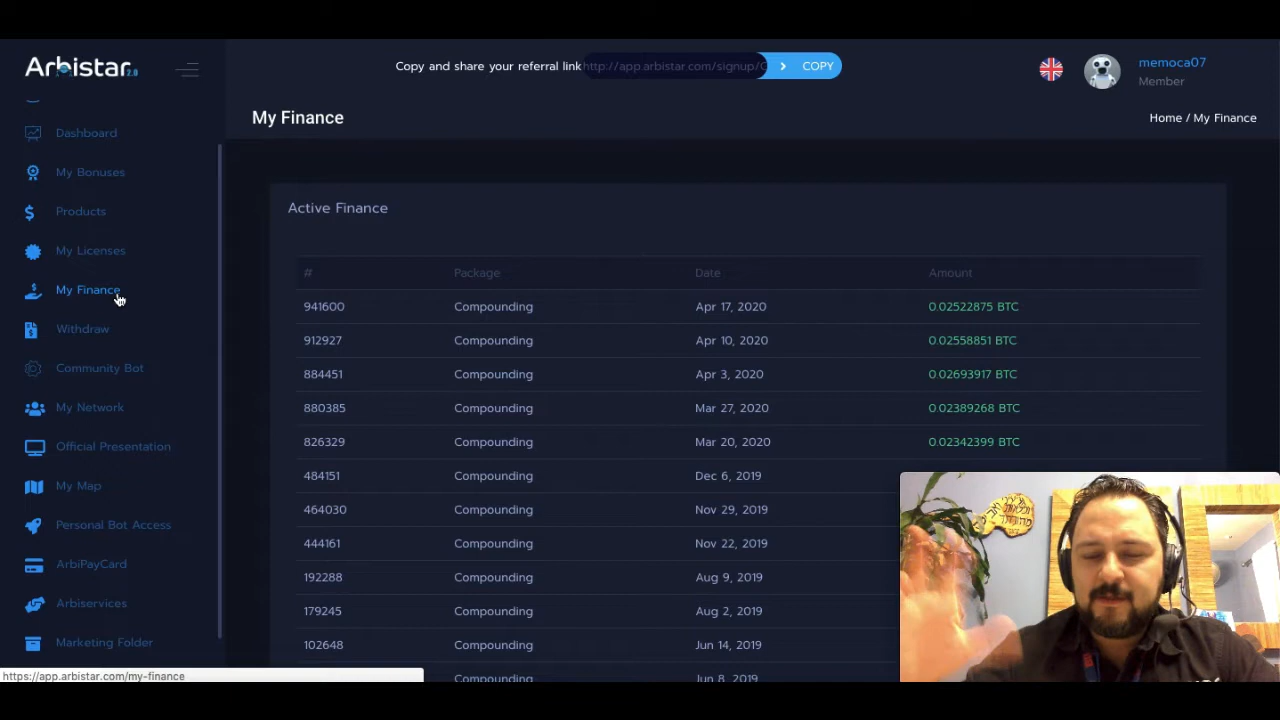 Arbistar 2.0
Copy and share your referral link http://app.arbistar.com/signup/ > COPY
memoca07
Member
My Finance
Home / My Finance
Dashboard
My Bonuses
Products
My Licenses
My Finance
Withdraw
Community Bot
My Network
Official Presentation
My Map
Personal Bot Access
ArbiPayCard
Arbiservices
Marketing Folder
Active Finance
# Package Date Amount
941600 Compounding Apr 17, 2020 0.02522875 BTC
912927 Compounding Apr 10, 2020 0.02558851 BTC
884451 Compounding Apr 3, 2020 0.02693917 BTC
880385 Compounding Mar 27, 2020 0.02389268 BTC
826329 Compounding Mar 20, 2020 0.02342399 BTC
484151 Compounding Dec 6, 2019
464030 Compounding Nov 29, 2019
444161 Compounding Nov 22, 2019
192288 Compounding Aug 9, 2019
179245 Compounding Aug 2, 2019
102648 Compounding Jun 14, 2019
Compounding Jun 8, 2019
https://app.arbistar.com/my-finance